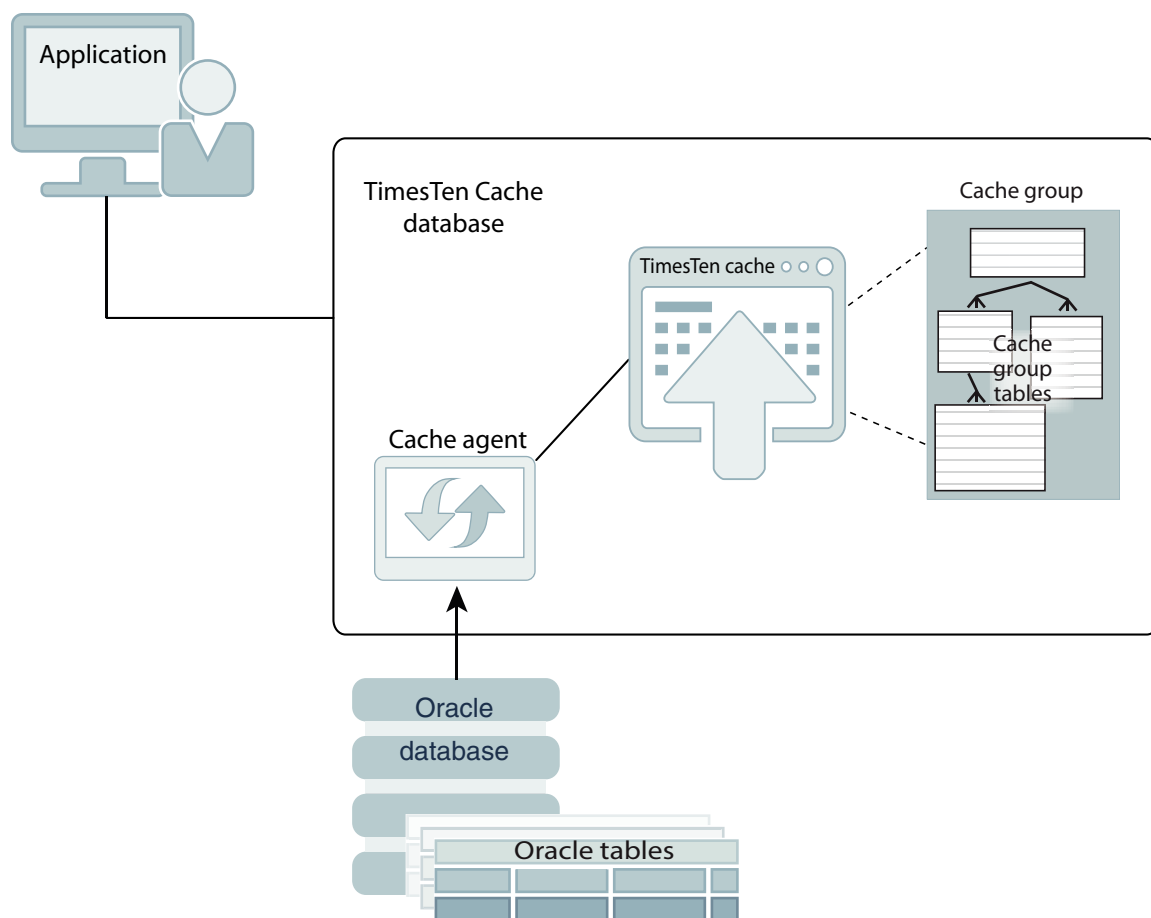 Application
TimesTen Cache
database
Cache group
TimesTen cache
Cache
group
tables
Cache agent
Oracle
database
Oracle tables